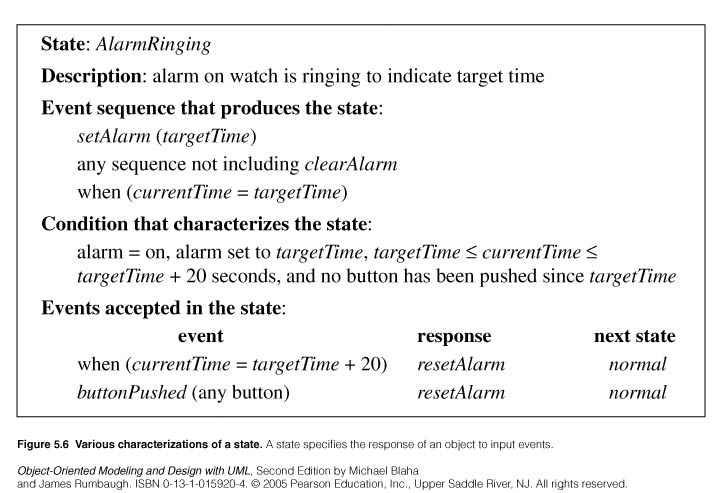 State: AlarmRinging
Description: alarm on watch is ringing to indicate target time
Event sequence that produces the state:
setAlarm (targetTime)
any sequence not including clearAlarm
when (currentTime = targetTime)
Condition that characterizes the state:
alarm = on, alarm set to targetTime, targetTime ≤ currentTime ≤
targetTime + 20 seconds, and no button has been pushed since targetTime
Events accepted in the state:
event response next state
when (currentTime = targetTime + 20) resetAlarm normal
buttonPushed (any button) resetAlarm normal
Figure 5.6 Various characterizations of a state. A state specifies the response of an object to input events.
Object-Oriented Modeling and Design with UML, Second Edition by Michael Blaha
and James Rumbaugh. ISBN 0-13-1-015920-4. © 2005 Pearson Education, Inc., Upper Saddle River, NJ. All rights reserved.